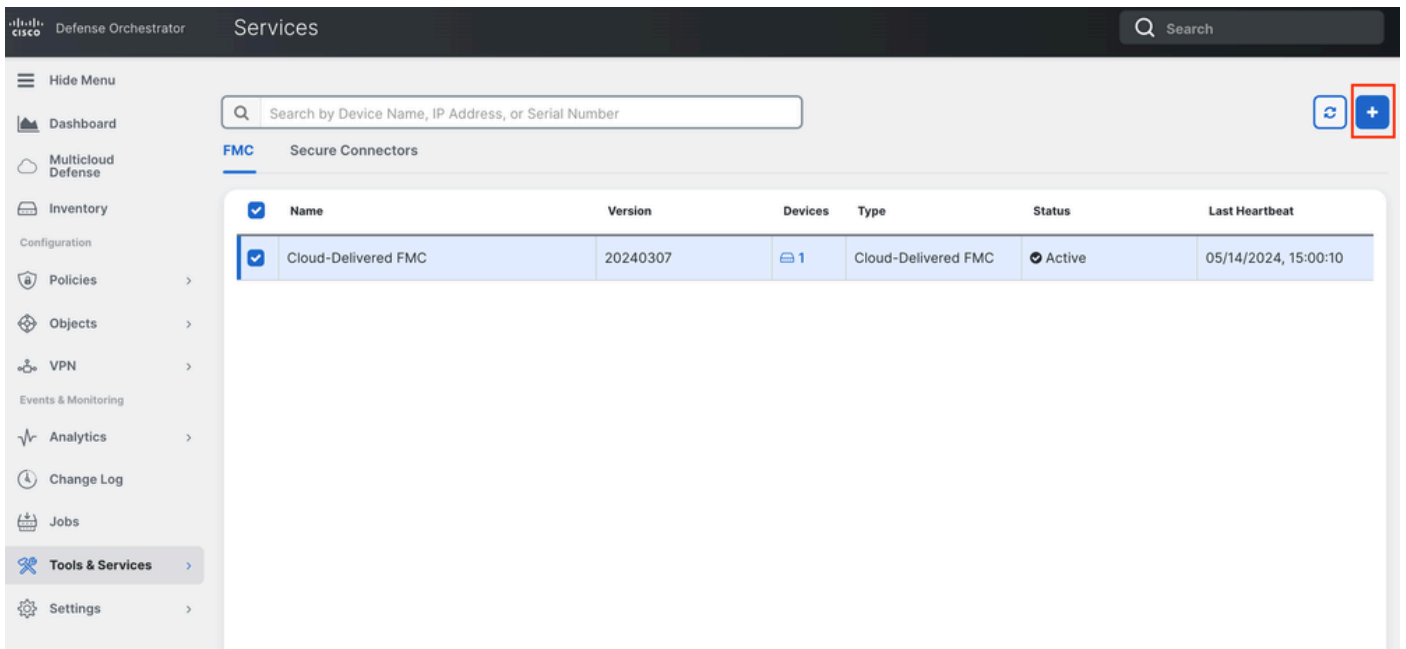 cisco Defense Orchestrator
Services
Search
Hide Menu
Dashboard
Multicloud
Defense
Inventory
Configuration
Policies
Objects
VPN
Events & Monitoring
Analytics
Change Log
Jobs
Tools & Services
Settings
Search by Device Name, IP Address, or Serial Number
+
FMC Secure Connectors
Name Version Devices Type Status Last Heartbeat
Cloud-Delivered FMC 20240307 1 Cloud-Delivered FMC Active 05/14/2024, 15:00:10